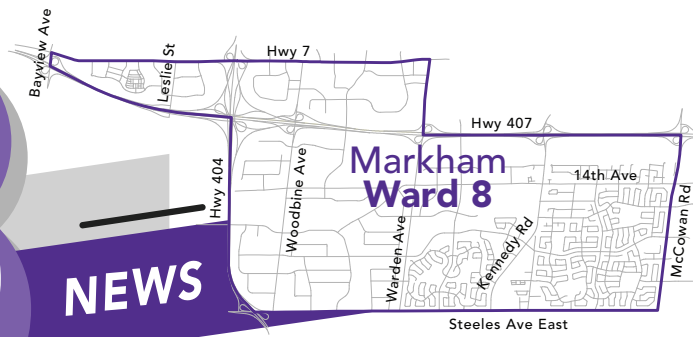 Bayview Ave
Leslie St
Hwy 7
Hwy 407
Markham
Ward 8
14th Ave
Hwy 404
Woodbine Ave
Warden Ave
Kennedy Rd
McCowan Rd
NEWS
Steeles Ave East